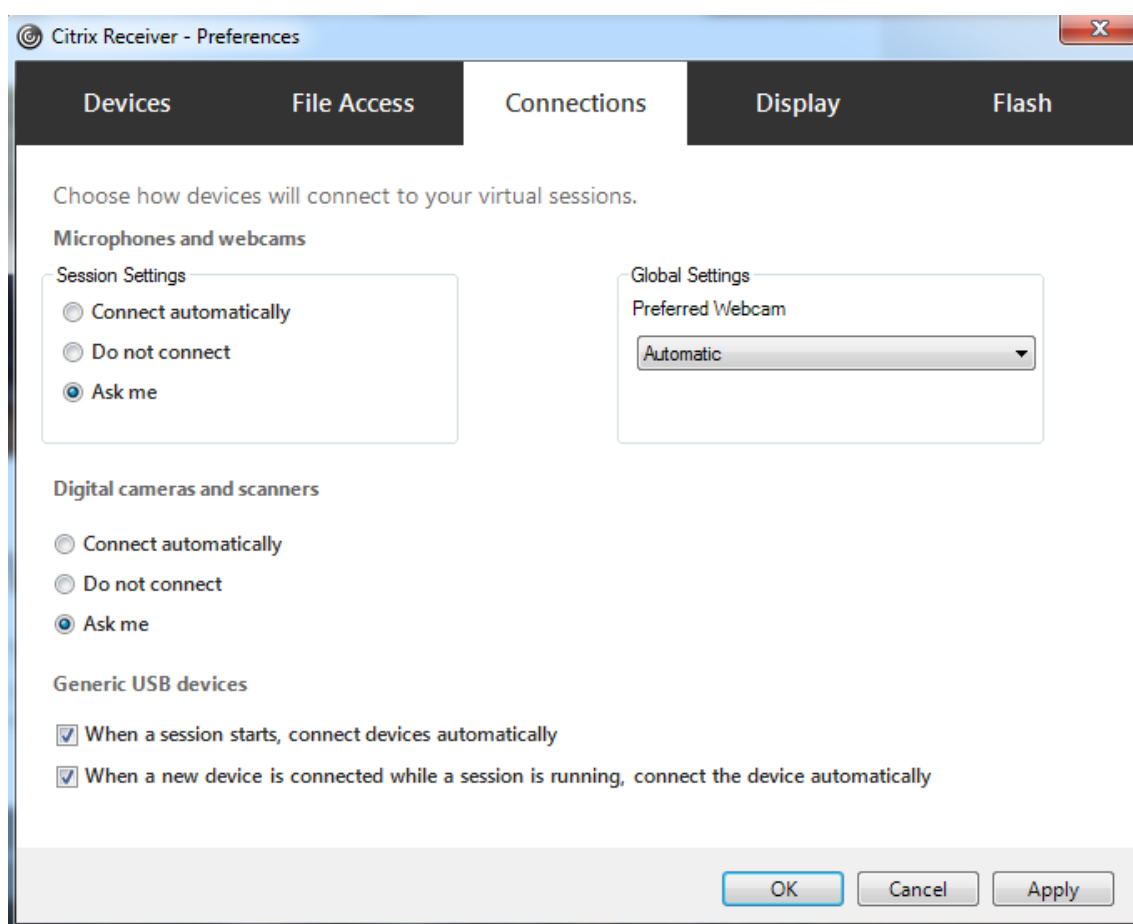 Citrix Receiver - Preferences
X
Devices File Access Connections Display Flash
Choose how devices will connect to your virtual sessions.
Microphones and webcams
Session Settings
Connect automatically
Do not connect
Ask me
Global Settings
Preferred Webcam
Automatic
Digital cameras and scanners
Connect automatically
Do not connect
Ask me
Generic USB devices
When a session starts, connect devices automatically
When a new device is connected while a session is running, connect the device automatically
OK Cancel Apply